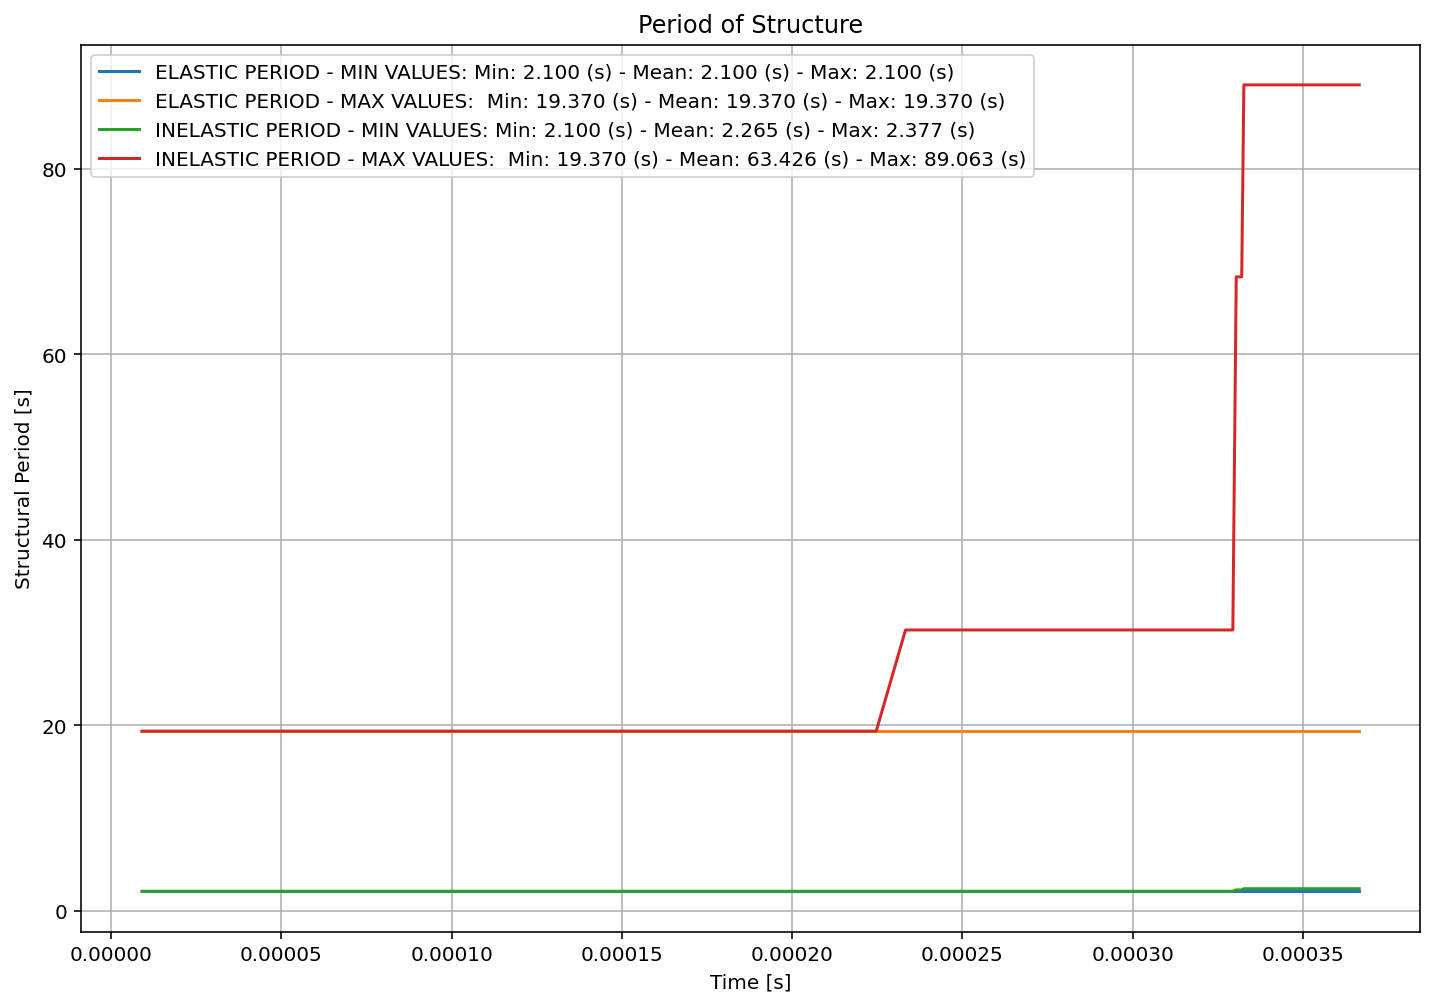 Period of Structure
ELASTIC PERIOD - MIN VALUES: Min: 2.100 (s) - Mean: 2.100 (s) - Max: 2.100 (s)
ELASTIC PERIOD - MAX VALUES:  Min: 19.370 (s) - Mean: 19.370 (s) - Max: 19.370 (s)
INELASTIC PERIOD - MIN VALUES: Min: 2.100 (s) - Mean: 2.265 (s) - Max: 2.377 (s)
INELASTIC PERIOD - MAX VALUES:  Min: 19.370 (s) - Mean: 63.426 (s) - Max: 89.063 (s)
Structural Period [s]
80
60
40
20
0
0.00000 0.00005 0.00010 0.00015 0.00020 0.00025 0.00030 0.00035
Time [s]